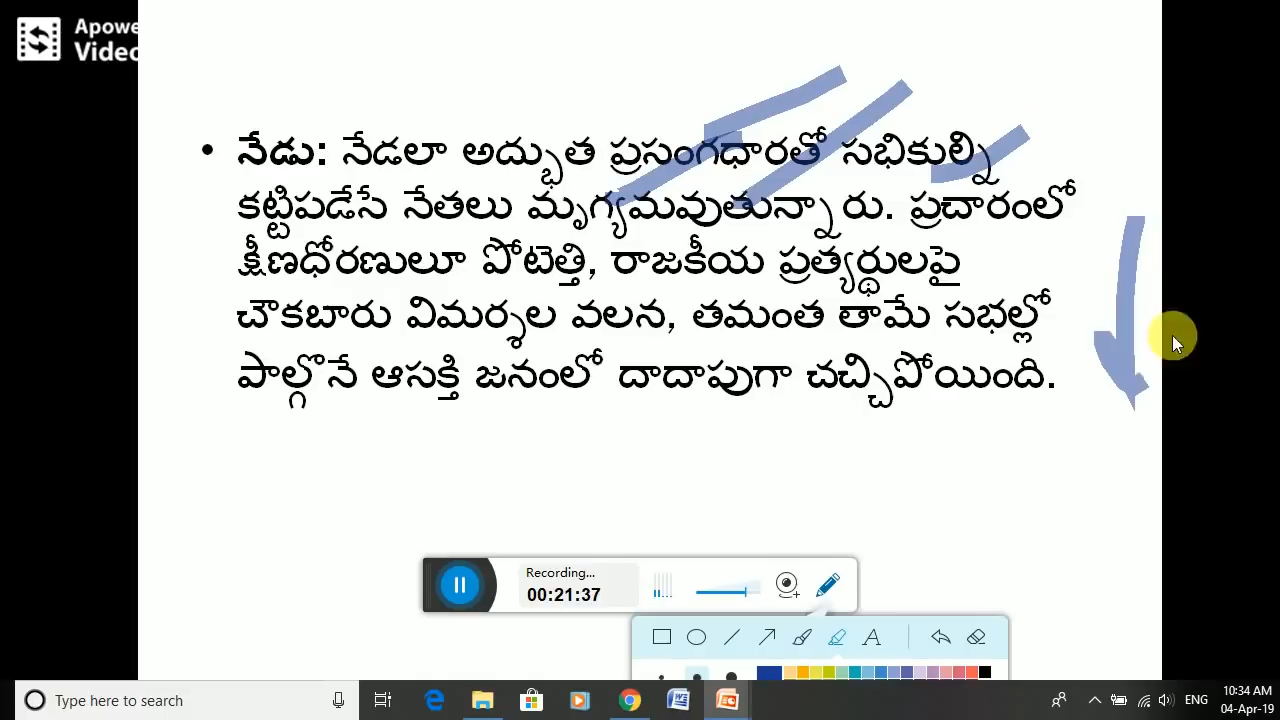 Apowe
Video
• నేడు: నేడలా అద్భుత ప్రసంగధారతో సభికుల్ని
కట్టిపడేసే నేతలు మృగ్యమవుతున్నారు. ప్రచారంలో
క్షీణధోరణులూ పోటెత్తి, రాజకీయ ప్రత్యర్థులపై
చౌకబారు విమర్శల వలన, తమంత తామే సభల్లో
పాల్గొనే ఆసక్తి జనంలో దాదాపుగా చచ్చిపోయింది.
Recording...
00:21:37
A
Type here to search
ENG
10:34 AM
04-Apr-19